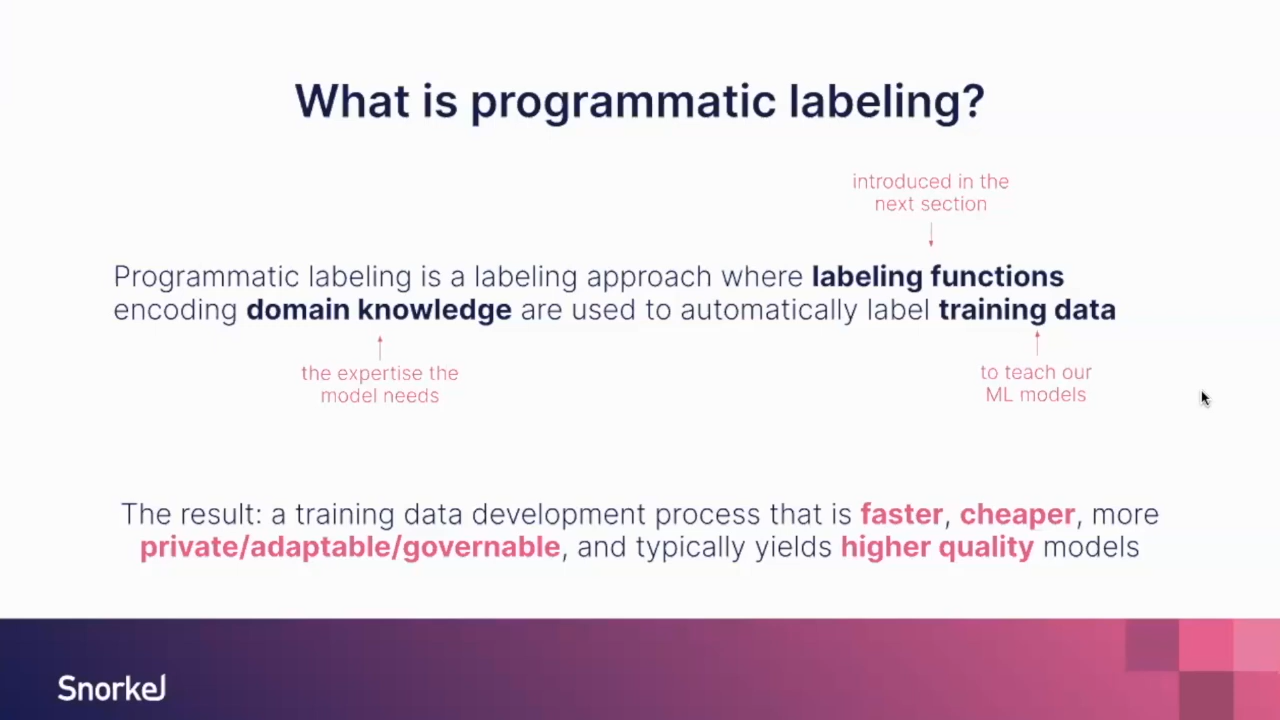 What is programmatic labeling?
introduced in the
next section
Programmatic labeling is a labeling approach where labeling functions
encoding domain knowledge are used to automatically label training data
the expertise the
model needs
to teach our
ML models
The result: a training data development process that is faster, cheaper, more
private/adaptable/governable, and typically yields higher quality models
Snorkel